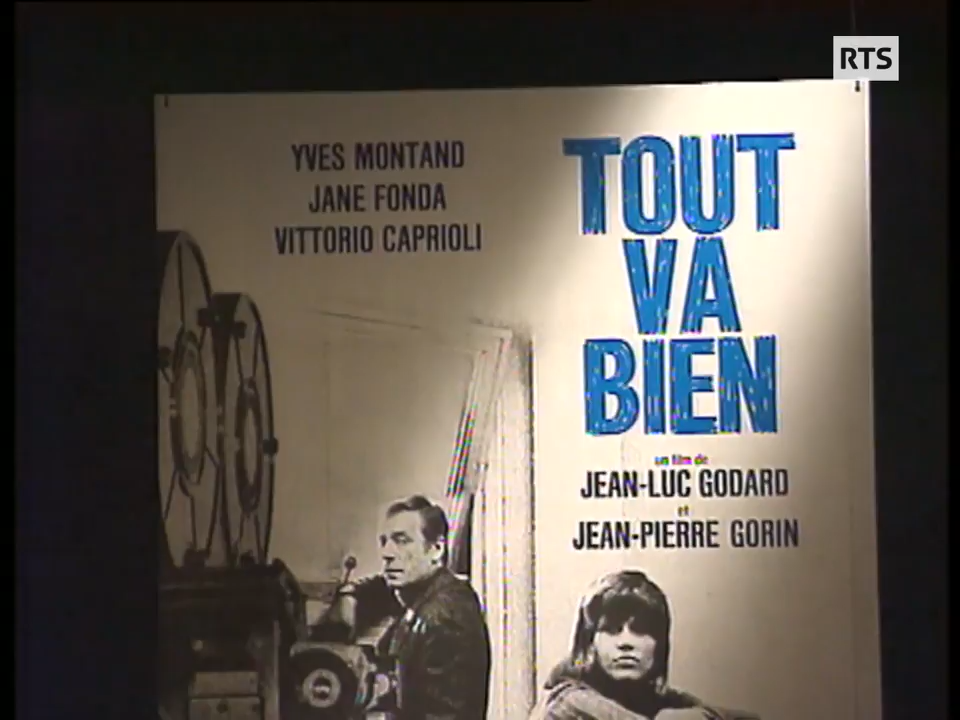 RTS
YVES MONTAND
JANE FONDA
VITTORIO CAPRIOLI
TOUT
VA
BIEN
un film de
JEAN-LUC GODARD
et
JEAN-PIERRE GORIN